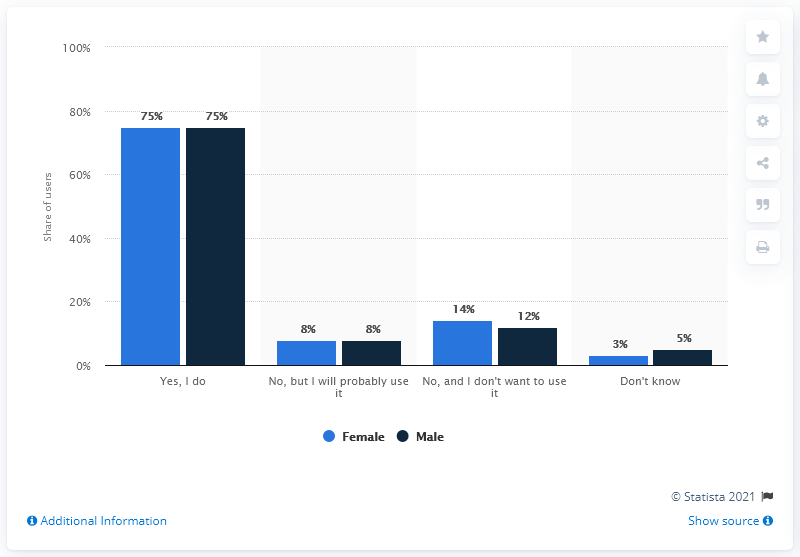 100%
80%
60%
40%
20%
0%
Share of users
75%
75%
8%
8%
14%
12%
3%
5%
Yes, I do
No, but I will probably use
it
No, and I don't want to use
it
Don't know
Female
Male
© Statista 2021
Additional Information
Show source